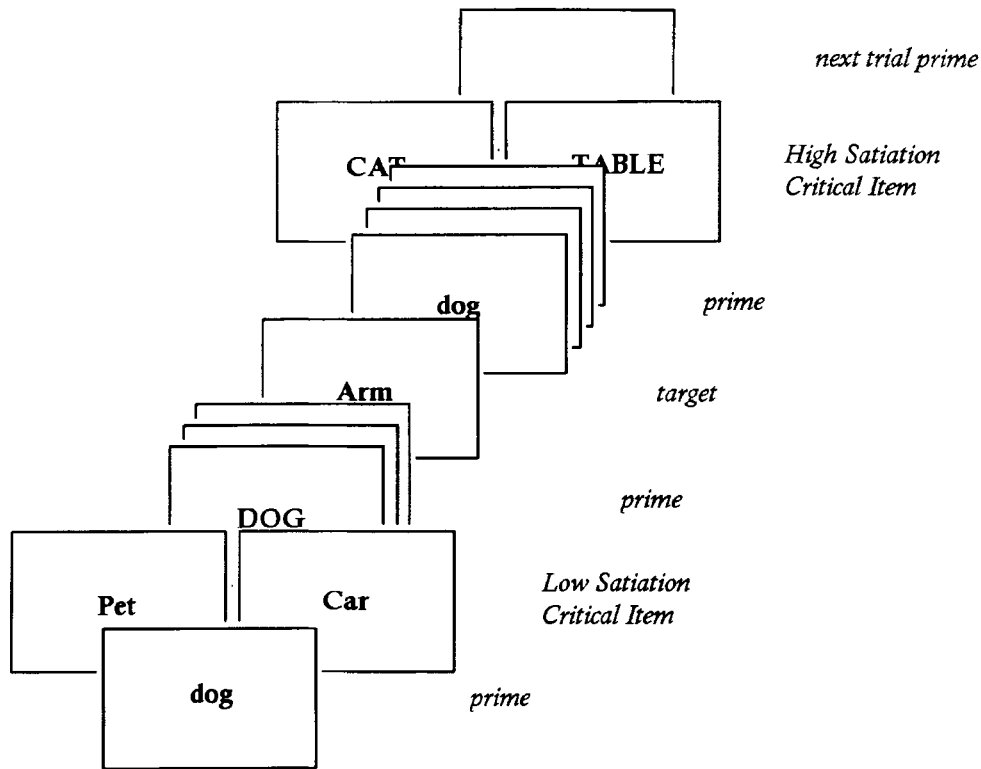 next trial prime
CAT
TABLE
High Satiation
Critical Item
dog
prime
Arm
target
prime
DOG
Pet
Car
Low Satiation
Critical Item
dog
prime